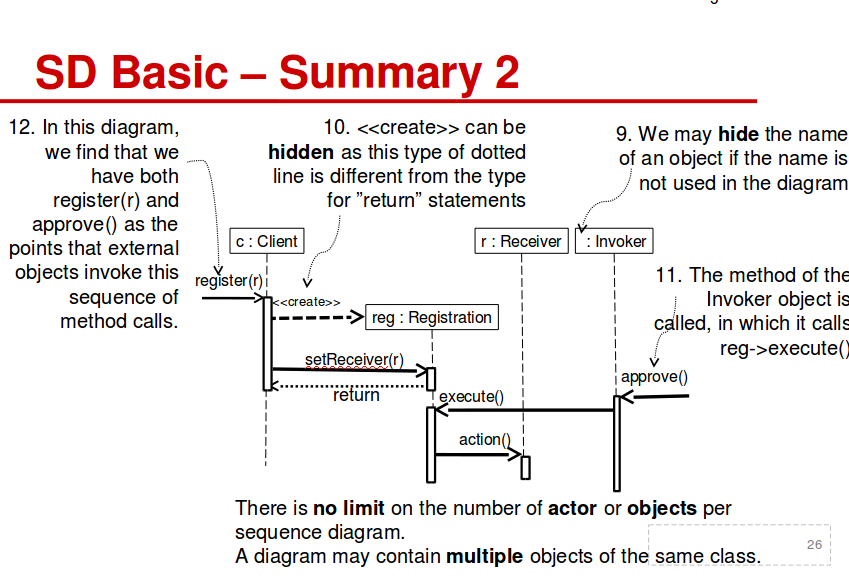 SD Basic – Summary 2
12. In this diagram,
we find that we
have both
register(r) and
approve() as the
points that external
objects invoke this
sequence of
method calls.
10. <<create>> can be
hidden as this type of dotted
line is different from the type
for ”return” statements
9. We may hide the name
of an object if the name is
not used in the diagram
c : Client
r : Receiver
: Invoker
11. The method of the
Invoker object is
called, in which it calls
reg->execute()
register(r)
<<create>>
reg : Registration
setReceiver(r)
return
approve()
execute()
action()
There is no limit on the number of actor or objects per
sequence diagram.
A diagram may contain multiple objects of the same class.
26